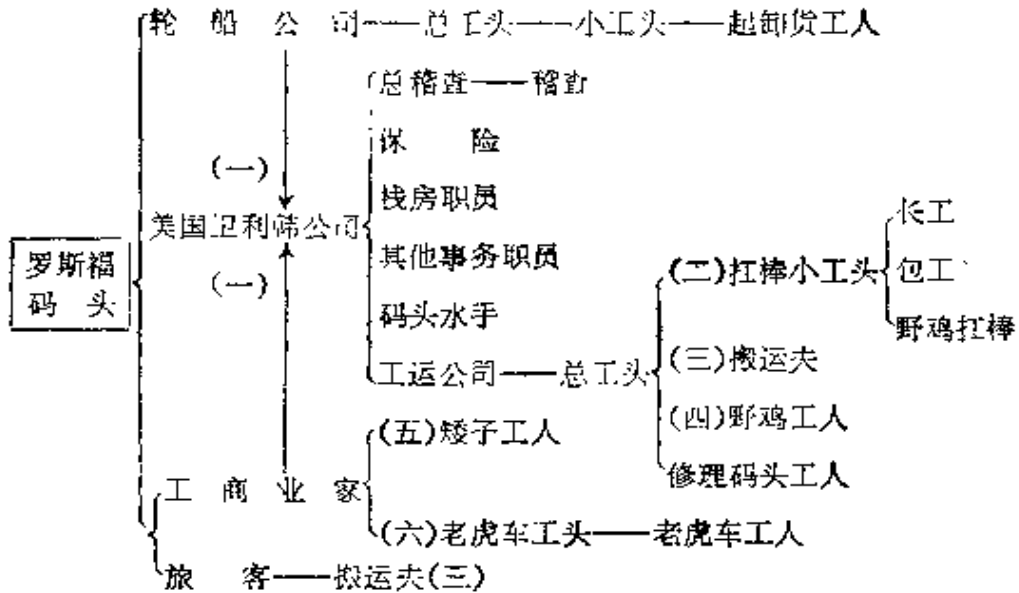 轮船公司——总工头——小工头——起卸货工人
总稽查——稽查
保险
(一)
栈房职员
美国卫利韩公司
长工
其他事务职员
(二)扛棒小工头
包工
罗斯福
码头
(一)
码头水手
野鸡扛棒
工运公司——总工头
(三)搬运夫
(四)野鸡工人
(五)矮子工人
修理码头工人
工商业家
(六)老虎车工头——老虎车工人
旅客——搬运夫(三)